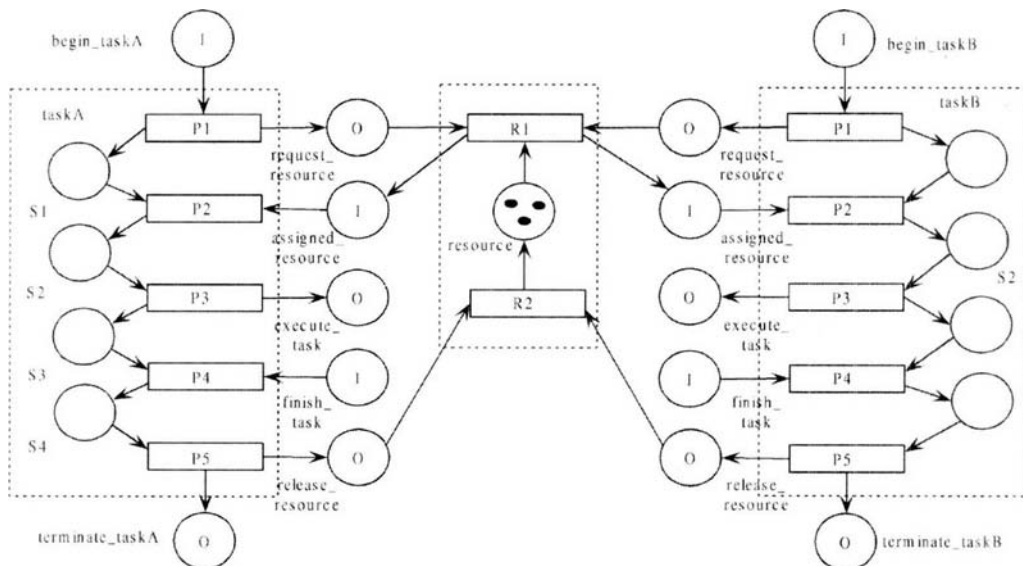 begin_taskA
I
I
begin_taskB
taskA
P1
O
R1
O
P1
taskB
request_
resource
request_
resource
S1
P2
I
I
P2
assigned_
resource
resource
assigned_
resource
S2
P3
O
R2
O
P3
S2
execute_
task
execute_
task
S3
P4
I
I
P4
finish_
task
finish_
task
S4
P5
O
O
P5
release_
resource
release_
resource
terminate_taskA
O
O
terminate_taskB